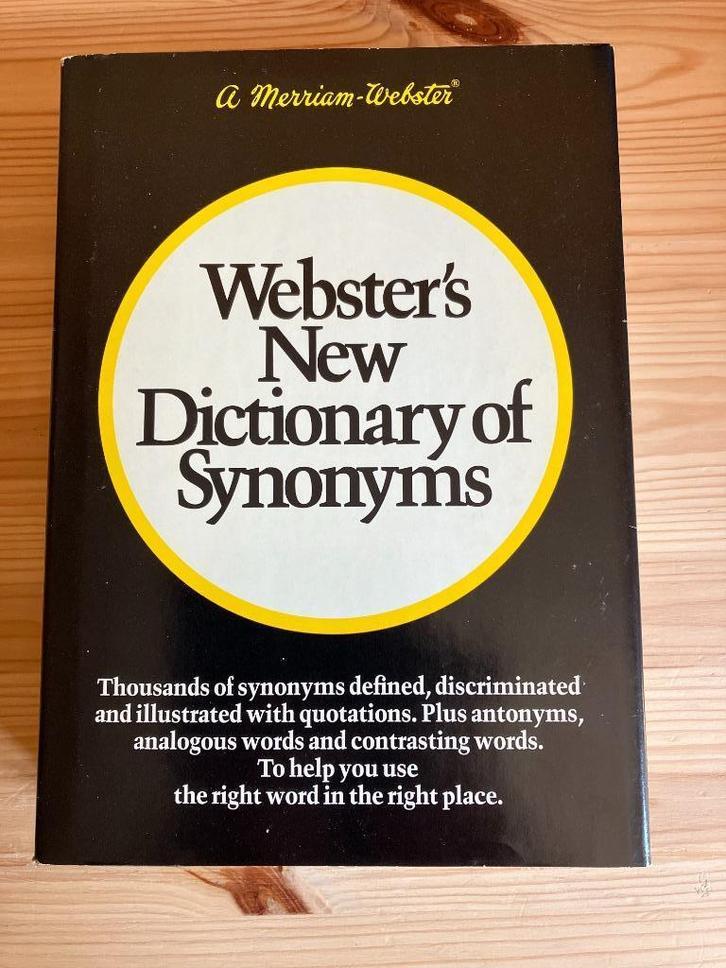 A Merriam-Webster®
Webster's
New
Dictionary of
Synonyms
Thousands of synonyms defined, discriminated
and illustrated with quotations. Plus antonyms,
analogous words and contrasting words.
To help you use
the right word in the right place.